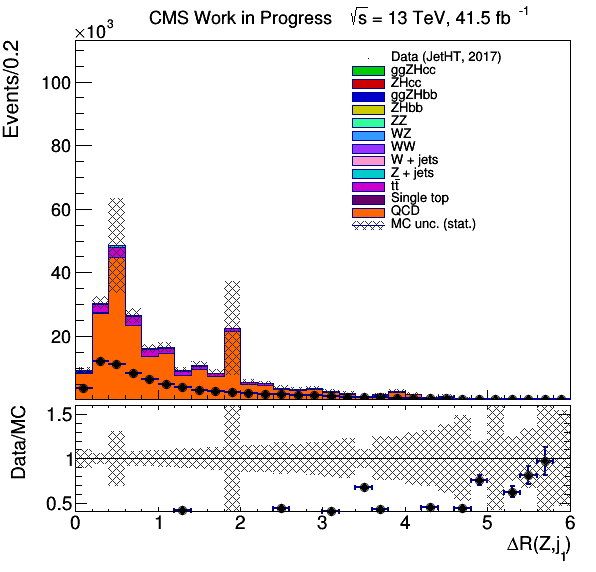 CMS Work in Progress √s = 13 TeV, 41.5 fb⁻¹
×10³
Events/0.2
100
80
60
40
20
Data (JetHT, 2017)
ggZHcc
ZHcc
ggZHbb
ZHbb
ZZ
WZ
WW
W + jets
Z + jets
tt̄
Single top
QCD
MC unc. (stat.)
Data/MC
1.5
1
0.5
0 1 2 3 4 5 6
ΔR(Z,j₁)